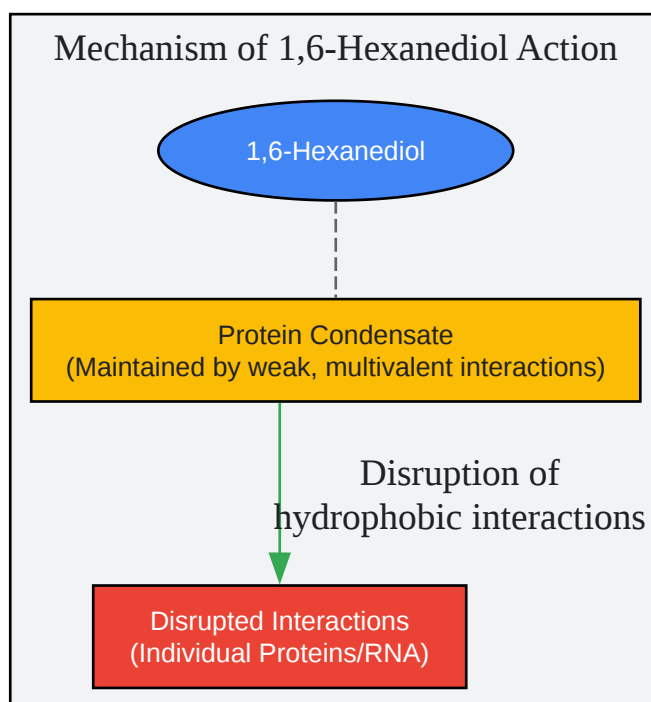 Mechanism of 1,6-Hexanediol Action
1,6-Hexanediol
Protein Condensate
(Maintained by weak, multivalent interactions)
Disruption of
hydrophobic interactions
Disrupted Interactions
(Individual Proteins/RNA)